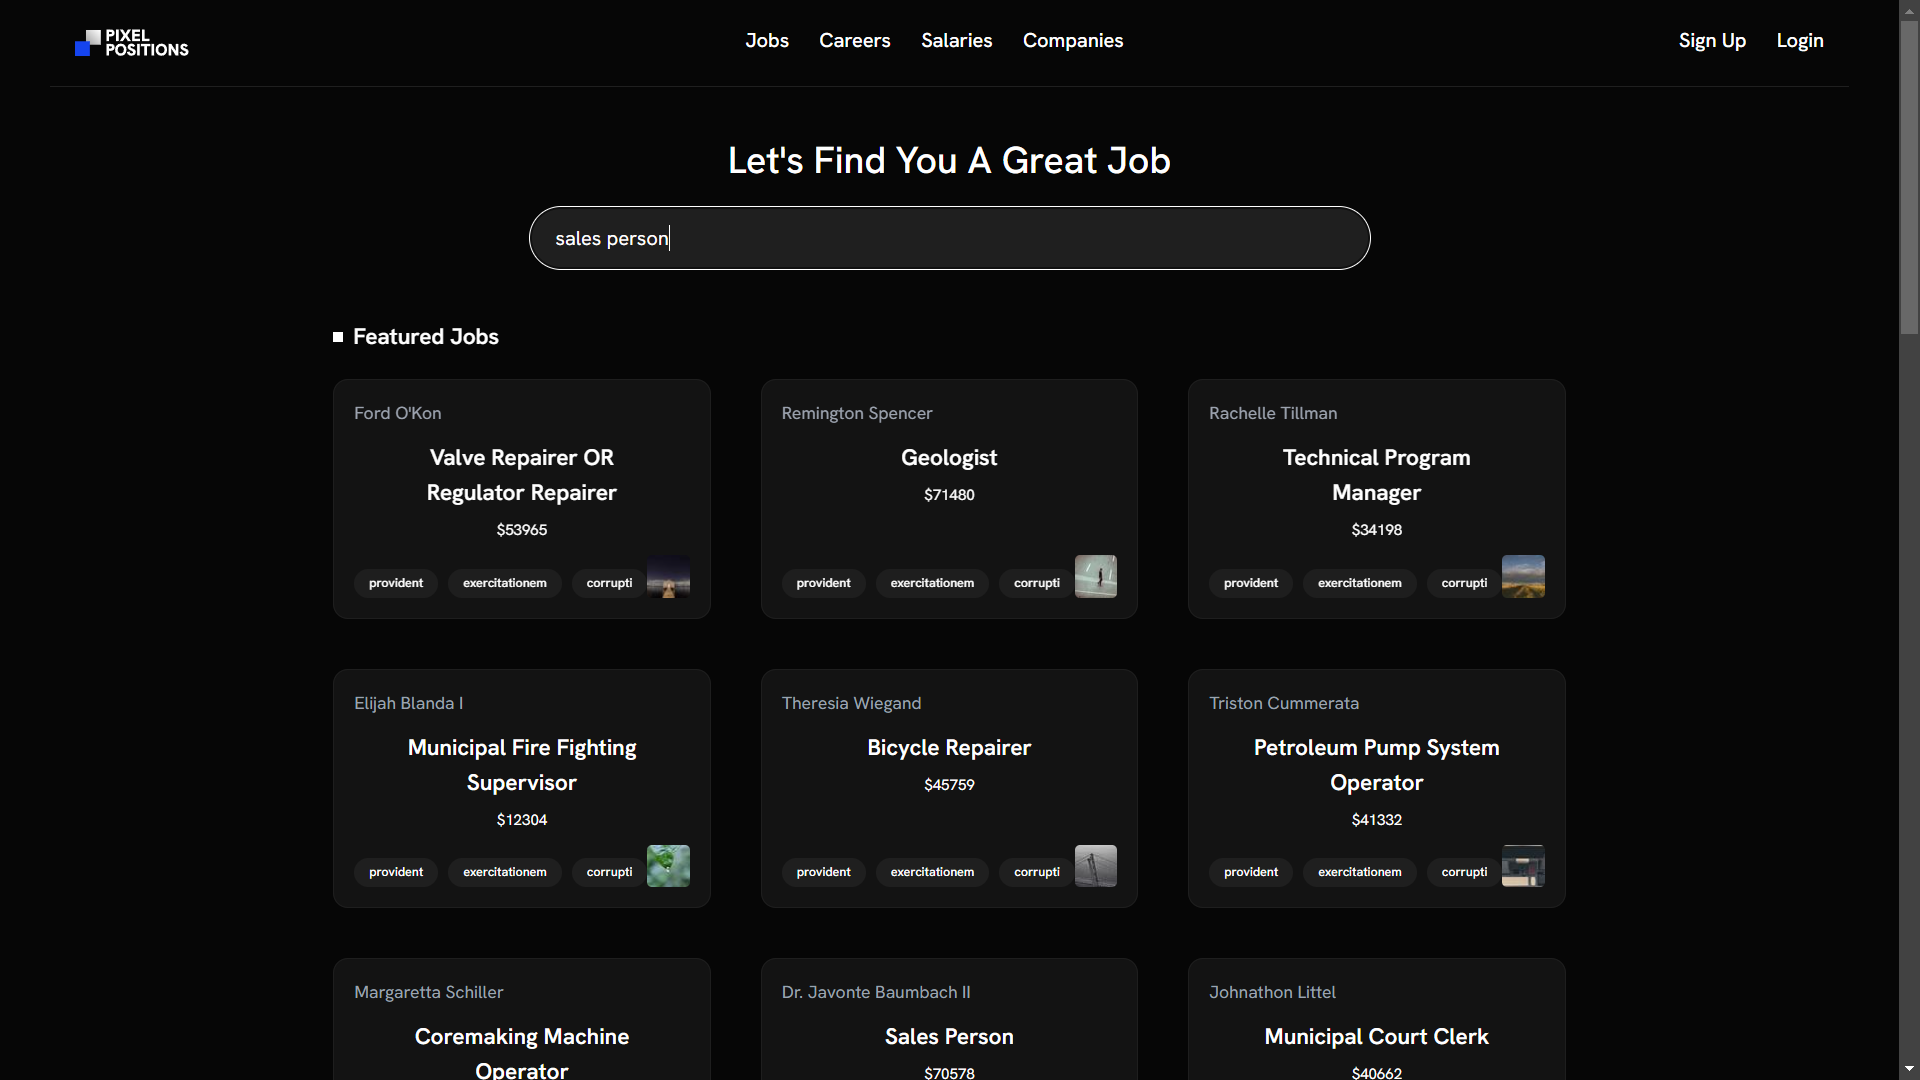 PIXEL
POSITIONS
Jobs Careers Salaries Companies
Sign Up Login
Let's Find You A Great Job
sales person
Featured Jobs
Ford O'Kon
Valve Repairer OR
Regulator Repairer
$53965
provident exercitationem corrupti
Remington Spencer
Geologist
$71480
provident exercitationem corrupti
Rachelle Tillman
Technical Program
Manager
$34198
provident exercitationem corrupti
Elijah Blanda I
Municipal Fire Fighting
Supervisor
$12304
provident exercitationem corrupti
Theresia Wiegand
Bicycle Repairer
$45759
provident exercitationem corrupti
Triston Cummerata
Petroleum Pump System
Operator
$41332
provident exercitationem corrupti
Margaretta Schiller
Coremaking Machine
Operator
Dr. Javonte Baumbach II
Sales Person
$70578
Johnathon Littel
Municipal Court Clerk
$40662